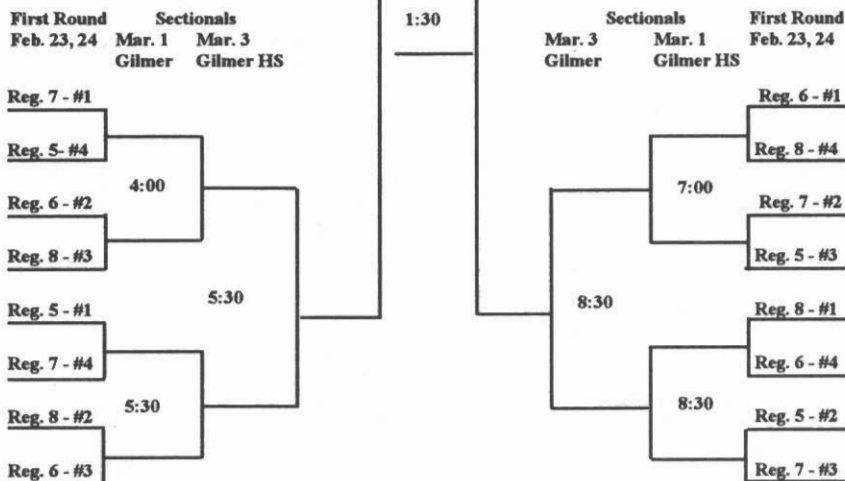 First Round Sectionals 1:30 Sectionals First Round
Feb. 23, 24 Mar. 1 Mar. 3 Mar. 3 Mar. 1 Feb. 23, 24
Gilmer Gilmer HS Gilmer Gilmer HS
Reg. 7 - #1 Reg. 6 - #1
Reg. 5- #4 Reg. 8 - #4
4:00 7:00
Reg. 6 - #2 Reg. 7 - #2
Reg. 8 - #3 Reg. 5 - #3
5:30 8:30
Reg. 5 - #1 Reg. 8 - #1
Reg. 7 - #4 Reg. 6 - #4
5:30 8:30
Reg. 8 - #2 Reg. 5 - #2
Reg. 6 - #3 Reg. 7 - #3